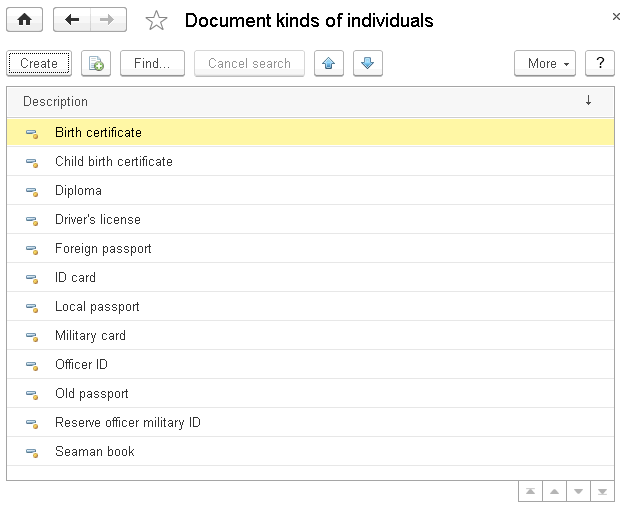 Document kinds of individuals
Create Find... Cancel search More ?
Description
Birth certificate
Child birth certificate
Diploma
Driver's license
Foreign passport
ID card
Local passport
Military card
Officer ID
Old passport
Reserve officer military ID
Seaman book